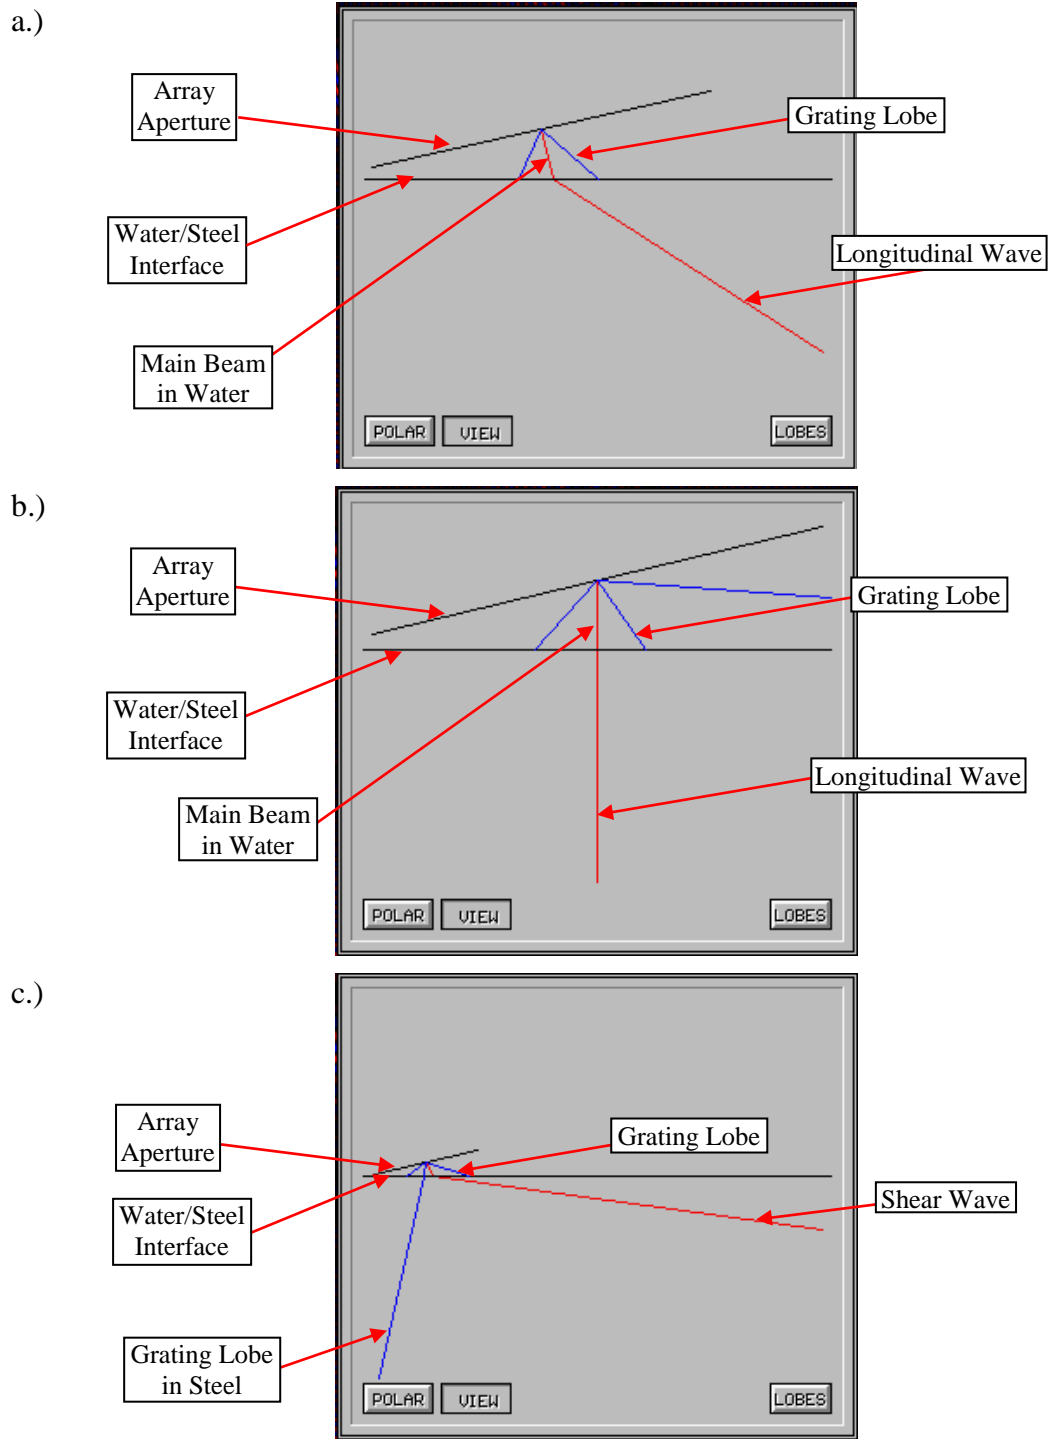 a.)
Array
Aperture
Grating Lobe
Water/Steel
Interface
Longitudinal Wave
Main Beam
in Water
POLAR
VIEW
LOBES
b.)
Array
Aperture
Grating Lobe
Water/Steel
Interface
Longitudinal Wave
Main Beam
in Water
POLAR
VIEW
LOBES
c.)
Array
Aperture
Grating Lobe
Water/Steel
Interface
Shear Wave
Grating Lobe
in Steel
POLAR
VIEW
LOBES